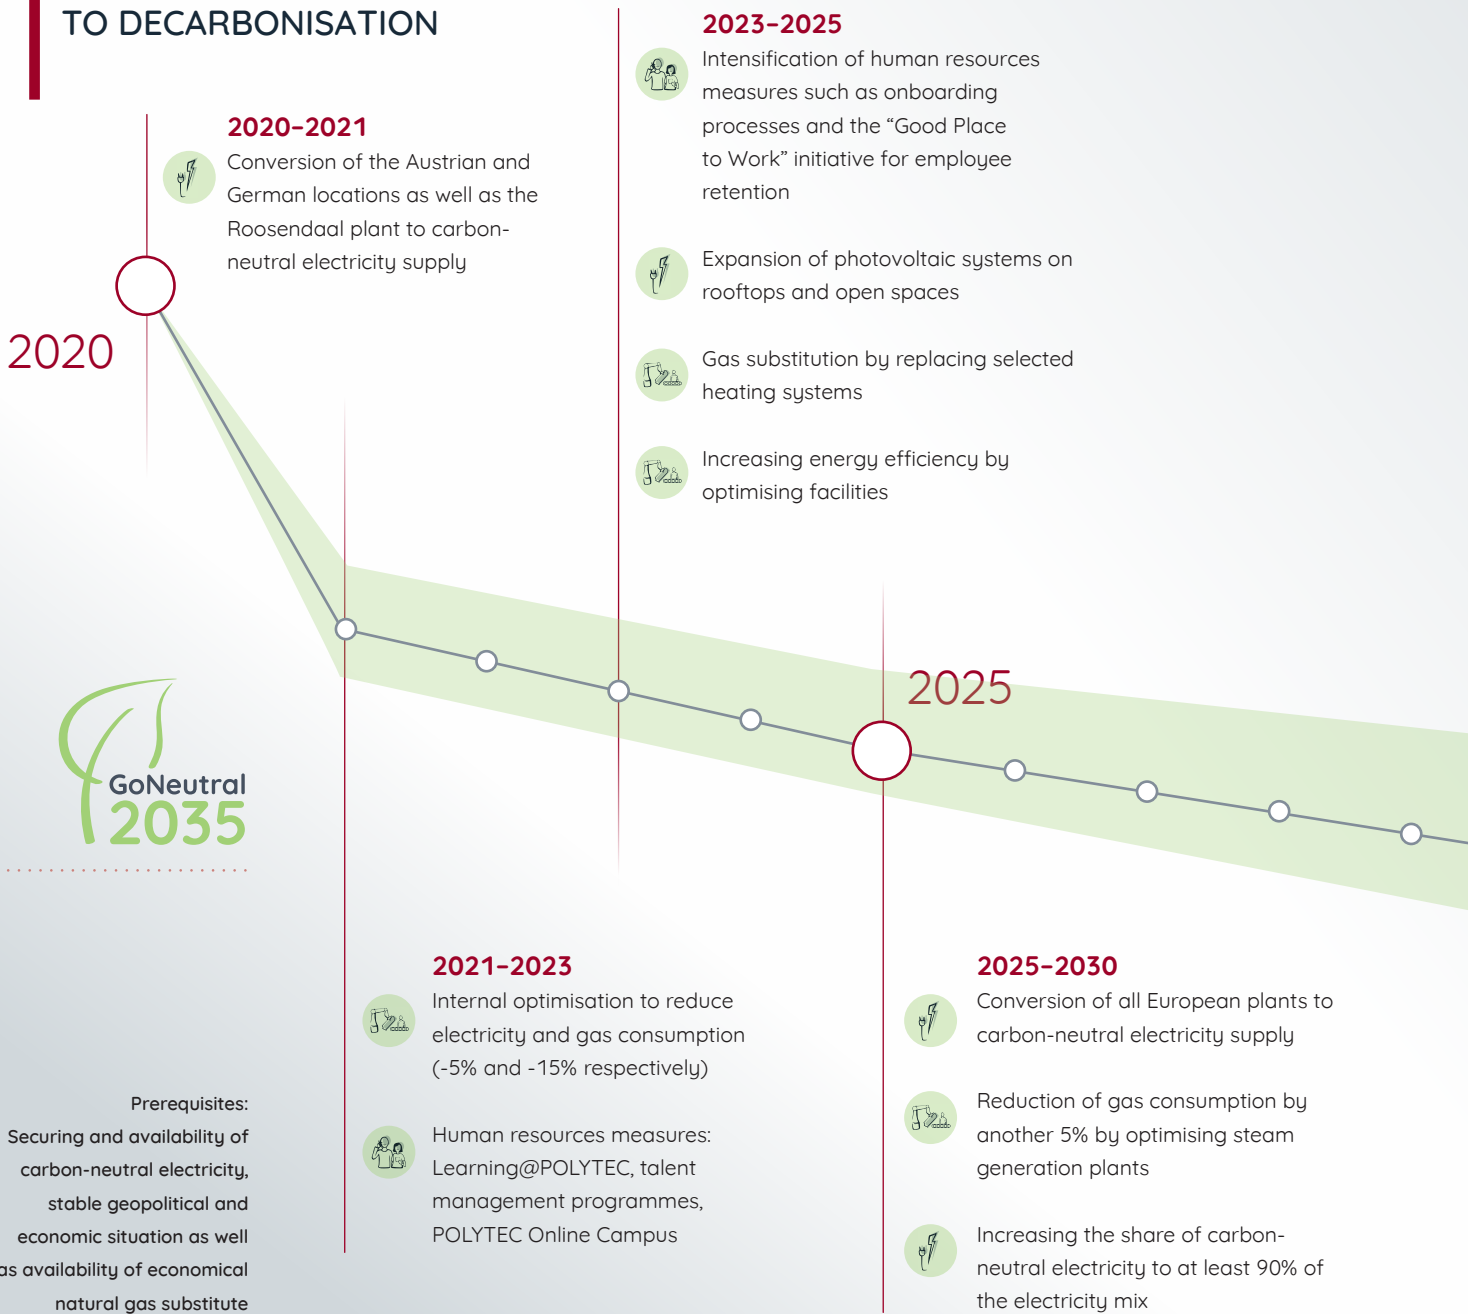 TO DECARBONISATION
2020–2021
Conversion of the Austrian and
German locations as well as the
Roosendaal plant to carbon-
neutral electricity supply
2020
2023–2025
Intensification of human resources
measures such as onboarding
processes and the “Good Place
to Work” initiative for employee
retention
Expansion of photovoltaic systems on
rooftops and open spaces
Gas substitution by replacing selected
heating systems
Increasing energy efficiency by
optimising facilities
2025
GoNeutral
2035
Prerequisites:
Securing and availability of
carbon-neutral electricity,
stable geopolitical and
economic situation as well
as availability of economical
natural gas substitute
2021–2023
Internal optimisation to reduce
electricity and gas consumption
(-5% and -15% respectively)
Human resources measures:
Learning@POLYTEC, talent
management programmes,
POLYTEC Online Campus
2025–2030
Conversion of all European plants to
carbon-neutral electricity supply
Reduction of gas consumption by
another 5% by optimising steam
generation plants
Increasing the share of carbon-
neutral electricity to at least 90% of
the electricity mix